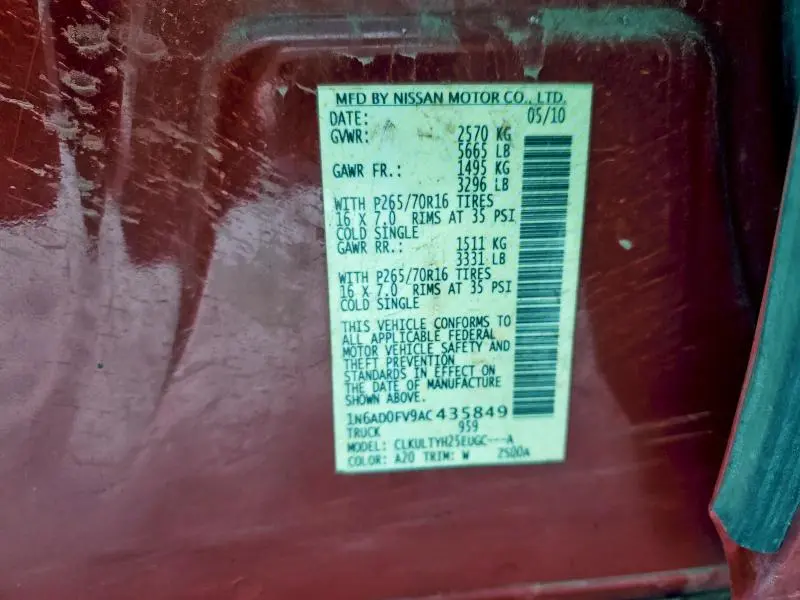 MFD BY NISSAN MOTOR CO., LTD.
DATE: 05/10
GVWR: 2570 KG
5665 LB
GAWR FR.: 1495 KG
3296 LB
WITH P265/70R16 TIRES
16 X 7.0 RIMS AT 35 PSI
COLD SINGLE
GAWR RR.: 1511 KG
3331 LB
WITH P265/70R16 TIRES
16 X 7.0 RIMS AT 35 PSI
COLD SINGLE
THIS VEHICLE CONFORMS TO
ALL APPLICABLE FEDERAL
MOTOR VEHICLE SAFETY AND
THEFT PREVENTION
STANDARDS IN EFFECT ON
THE DATE OF MANUFACTURE
SHOWN ABOVE.
1N6AD0FV9AC435849
TRUCK 959
MODEL: CLKULTYH25EUGC---A
COLOR: A20 TRIM: W ZS00A